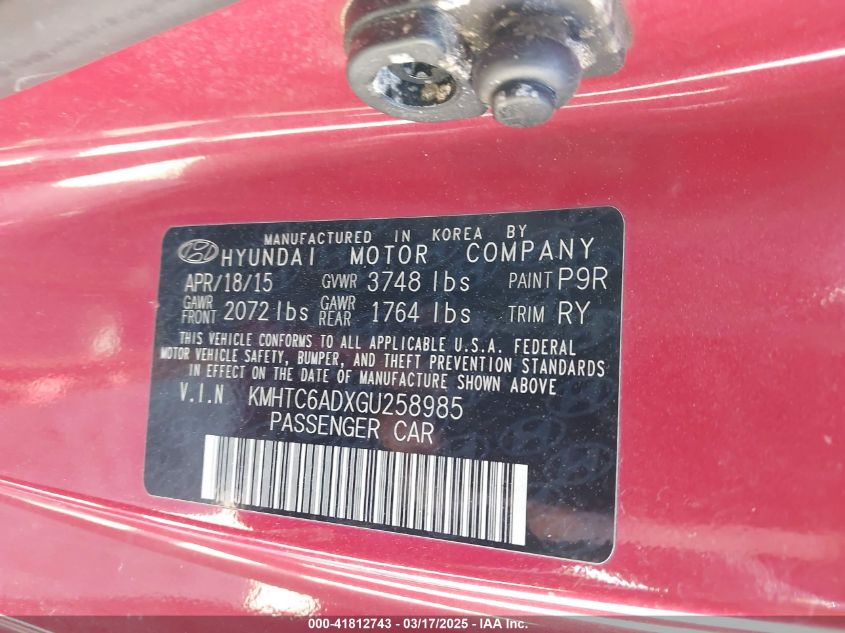 MANUFACTURED IN KOREA BY
HYUNDAI MOTOR COMPANY
APR/18/15 GVWR 3748 lbs PAINT P9R
GAWR FRONT 2072 lbs GAWR REAR 1764 lbs TRIM RY
THIS VEHICLE CONFORMS TO ALL APPLICABLE U.S.A. FEDERAL
MOTOR VEHICLE SAFETY, BUMPER, AND THEFT PREVENTION STANDARDS
IN EFFECT ON THE DATE OF MANUFACTURE SHOWN ABOVE
V.I.N KMHTC6ADXGU258985
PASSENGER CAR
000-41812743 - 03/17/2025 - IAA Inc.